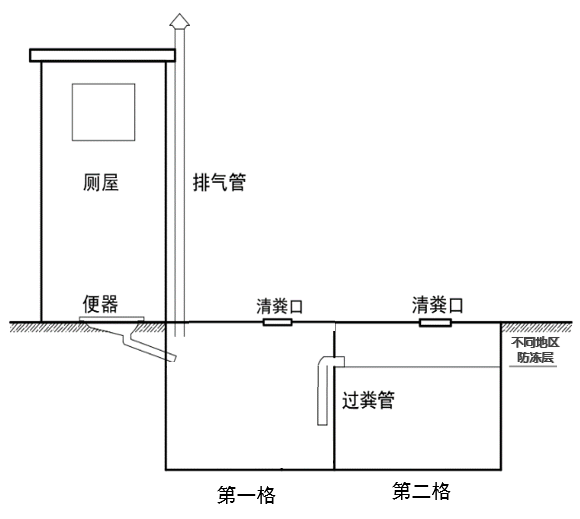 厕屋
排气管
便器
清粪口
清粪口
不同地区
防冻层
过粪管
第一格
第二格